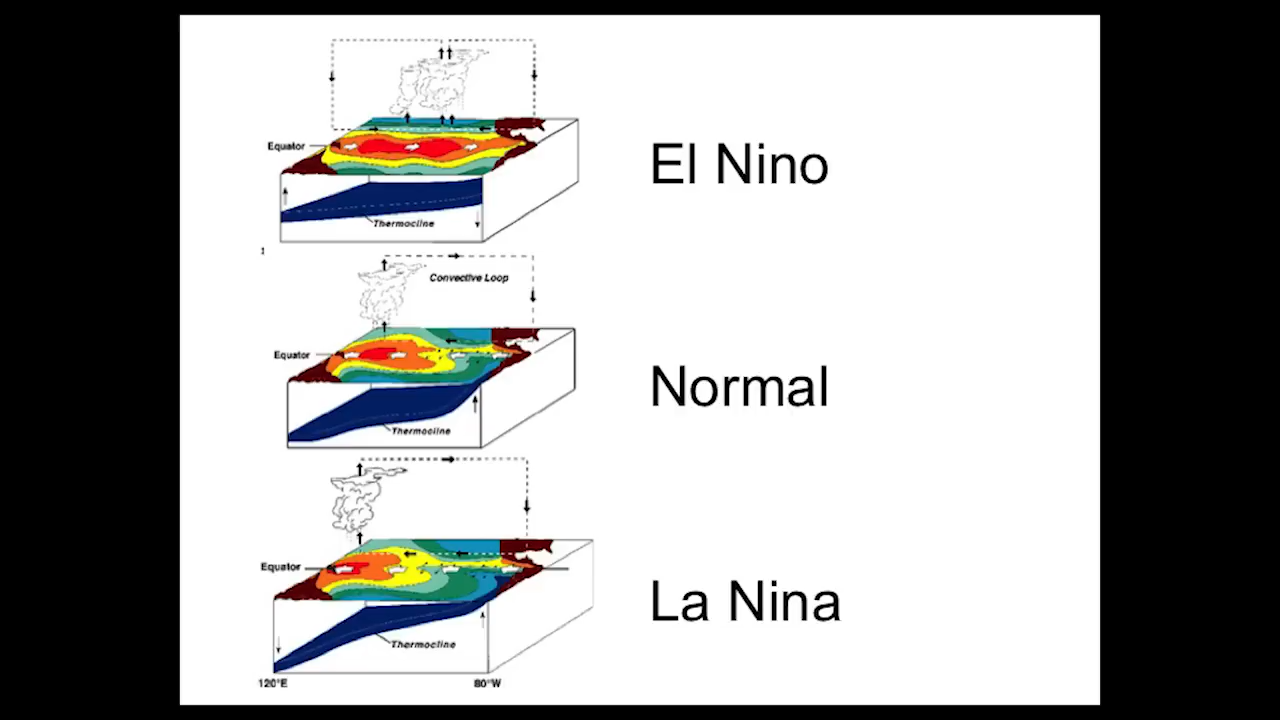 Equator
El Nino
Thermocline
Convective Loop
Equator
Normal
Thermocline
Equator
La Nina
Thermocline
120°E
80°W